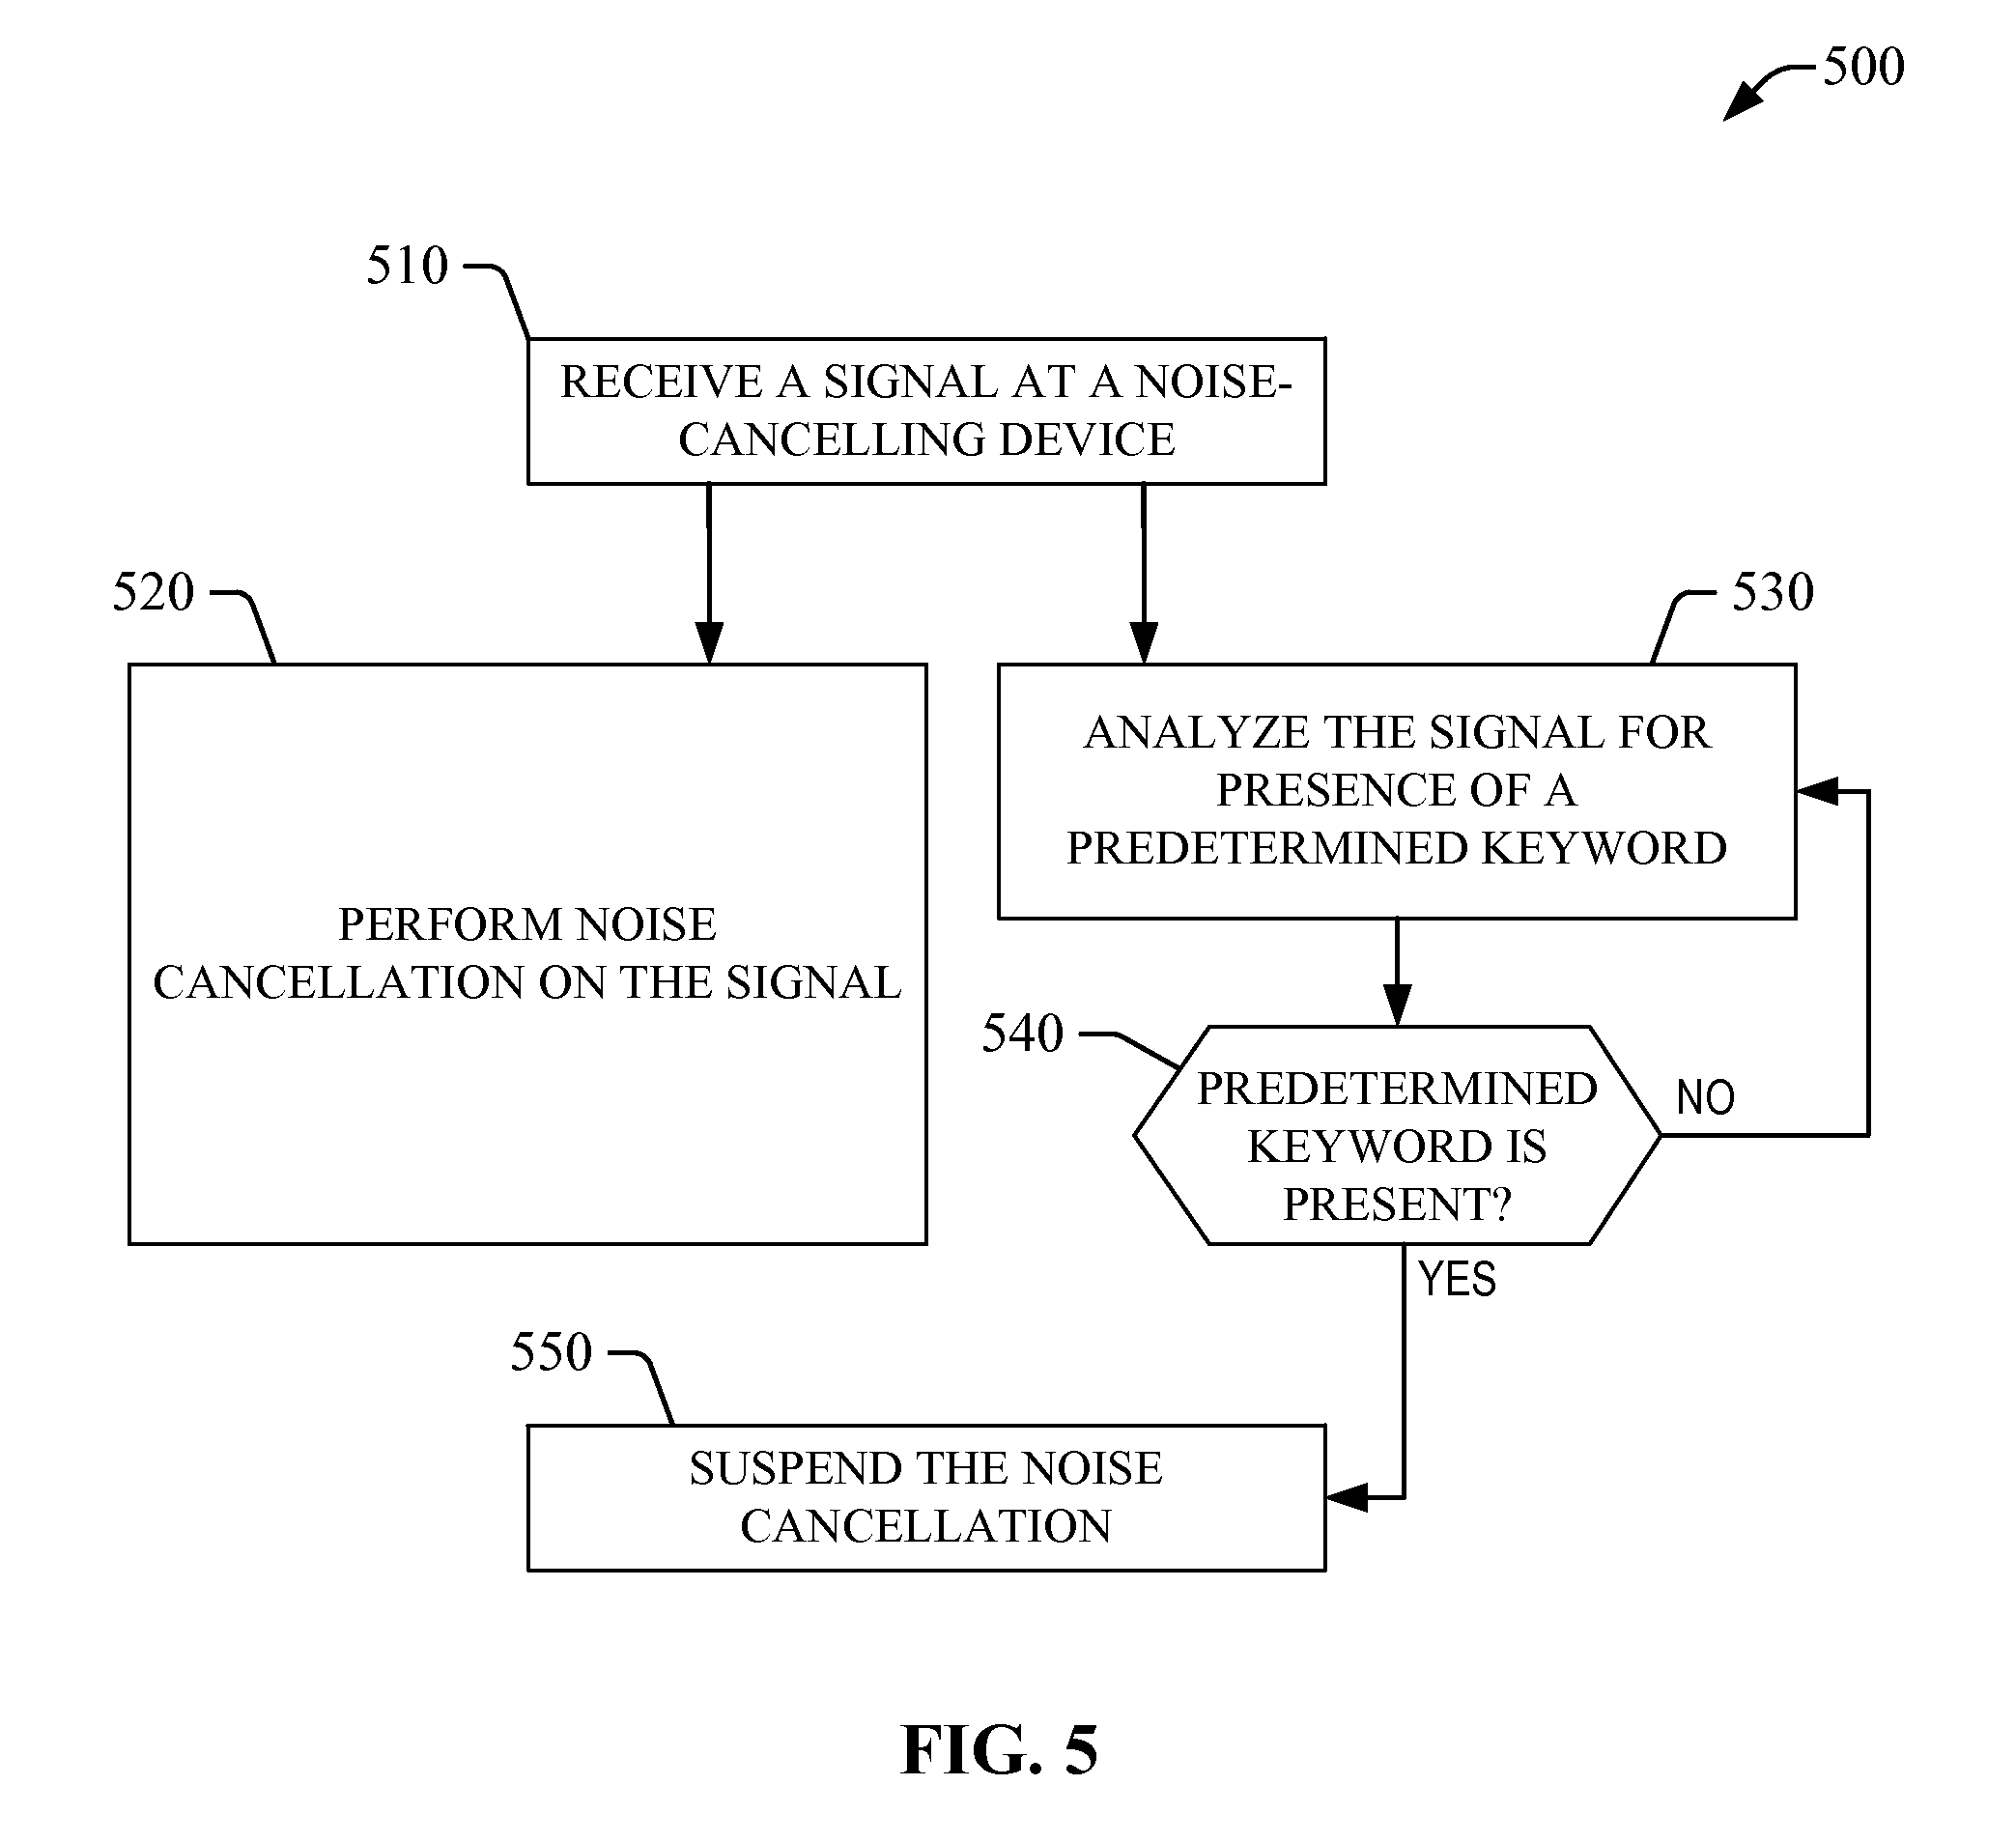 500
510
RECEIVE A SIGNAL AT A NOISE-
CANCELLING DEVICE
520
530
PERFORM NOISE
CANCELLATION ON THE SIGNAL
ANALYZE THE SIGNAL FOR
PRESENCE OF A
PREDETERMINED KEYWORD
540
PREDETERMINED
KEYWORD IS
PRESENT?
NO
YES
550
SUSPEND THE NOISE
CANCELLATION
FIG. 5